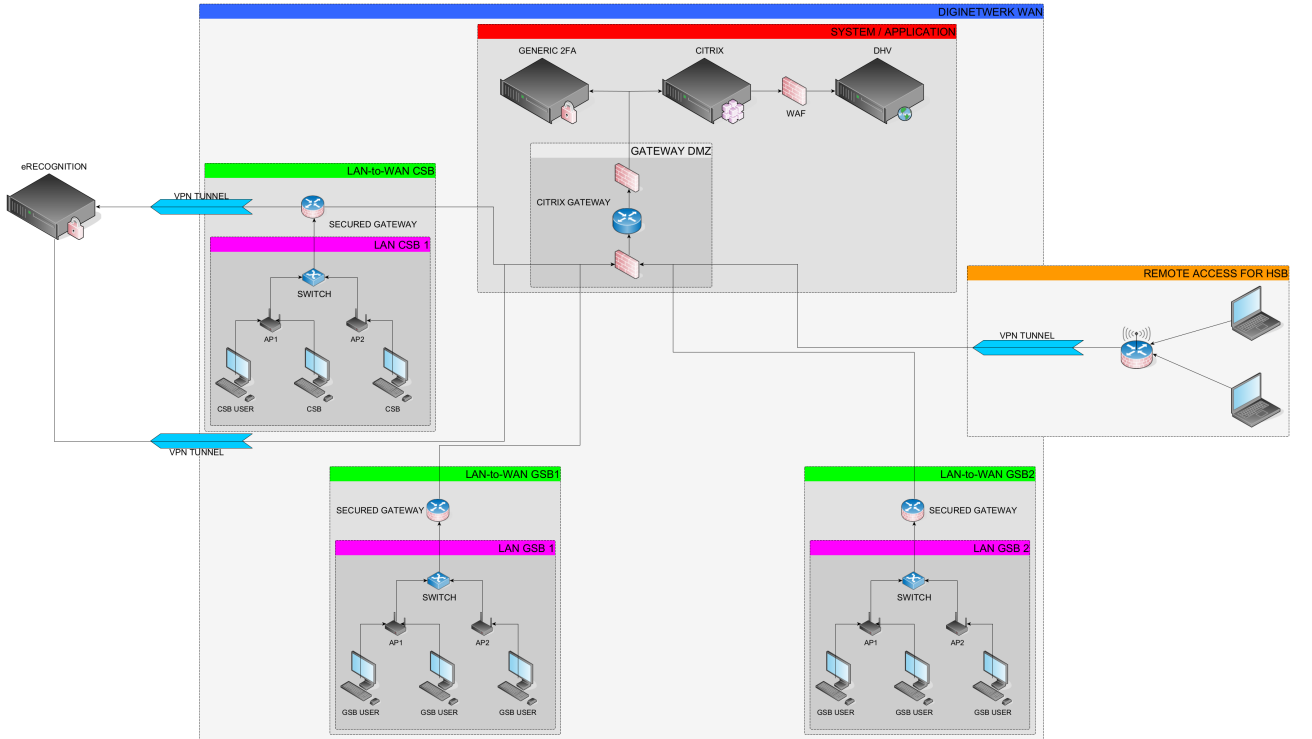 DIGINETWERK WAN
SYSTEM / APPLICATION
GENERIC 2FA
CITRIX
DHV
WAF
GATEWAY DMZ
CITRIX GATEWAY
eRECOGNITION
VPN TUNNEL
LAN-to-WAN CSB
SECURED GATEWAY
LAN CSB 1
SWITCH
AP1
AP2
CSB USER
CSB
CSB
VPN TUNNEL
REMOTE ACCESS FOR HSB
VPN TUNNEL
LAN-to-WAN GSB1
SECURED GATEWAY
LAN GSB 1
SWITCH
AP1
AP2
GSB USER
GSB USER
GSB USER
LAN-to-WAN GSB2
SECURED GATEWAY
LAN GSB 2
SWITCH
AP1
AP2
GSB USER
GSB USER
GSB USER